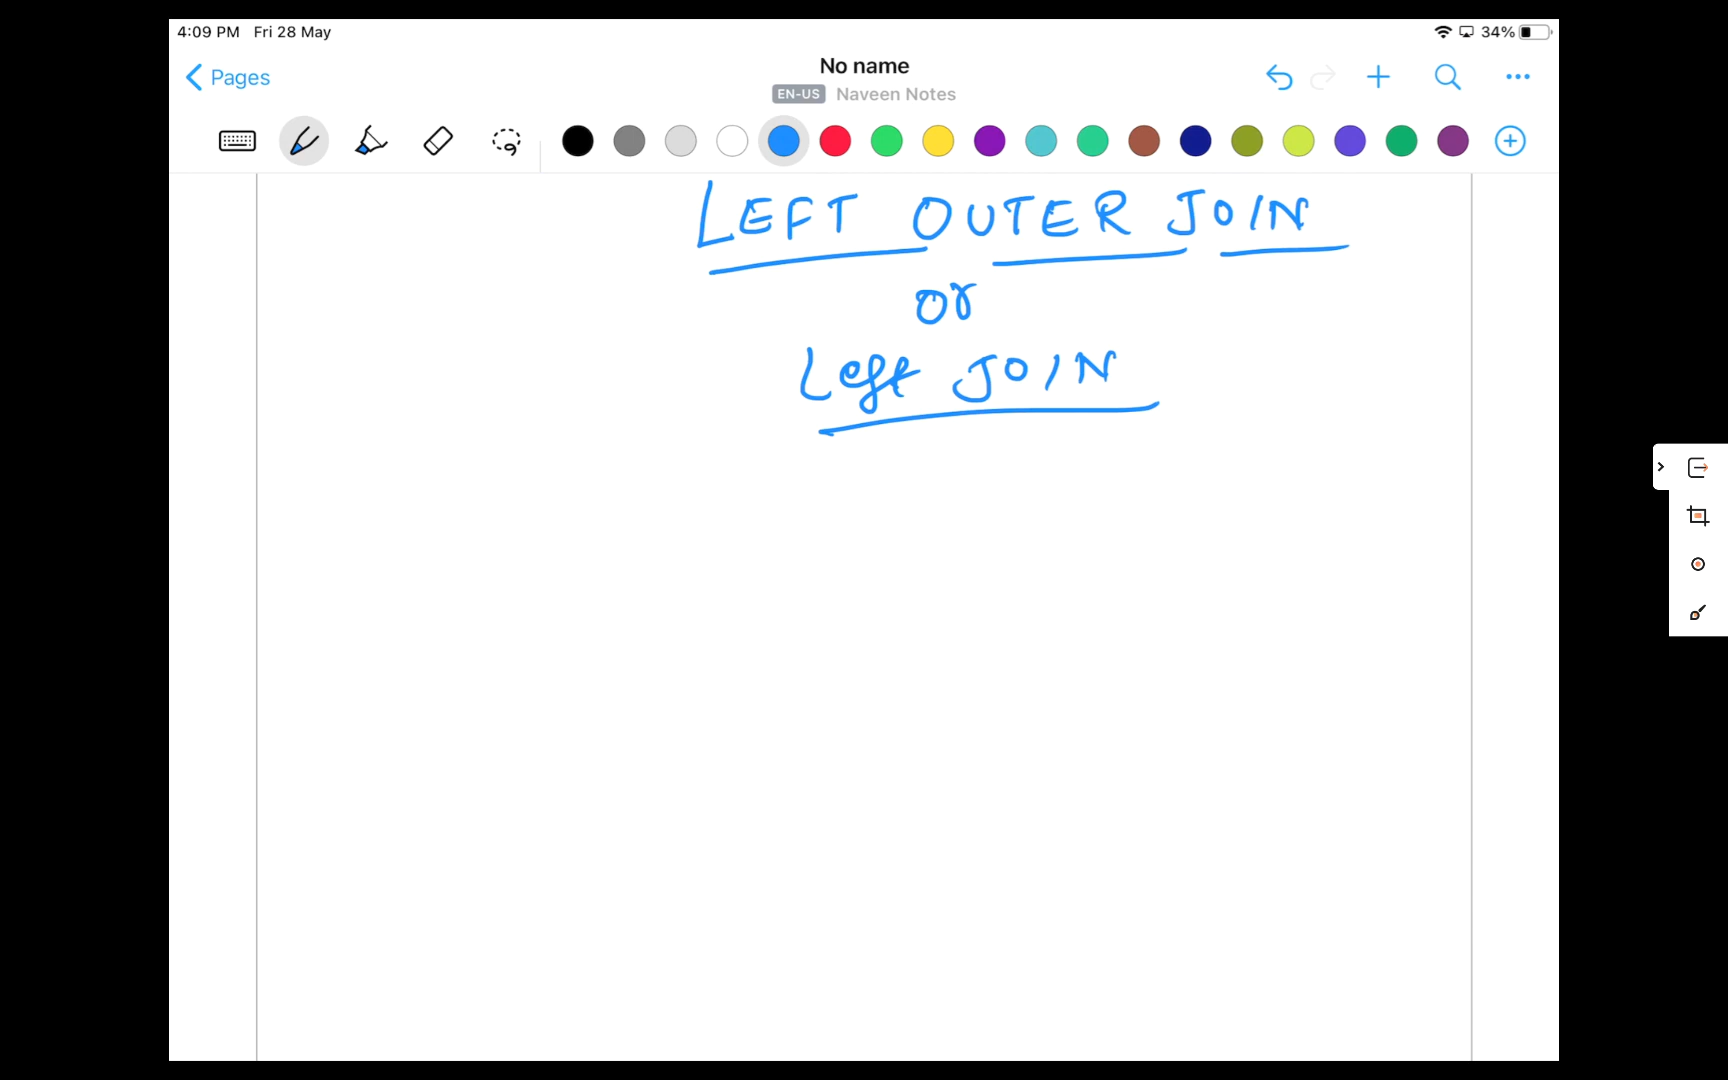 4:09 PM Fri 28 May 34%
Pages
No name
EN-US Naveen Notes
LEFT OUTER JOIN
or
Left JOIN